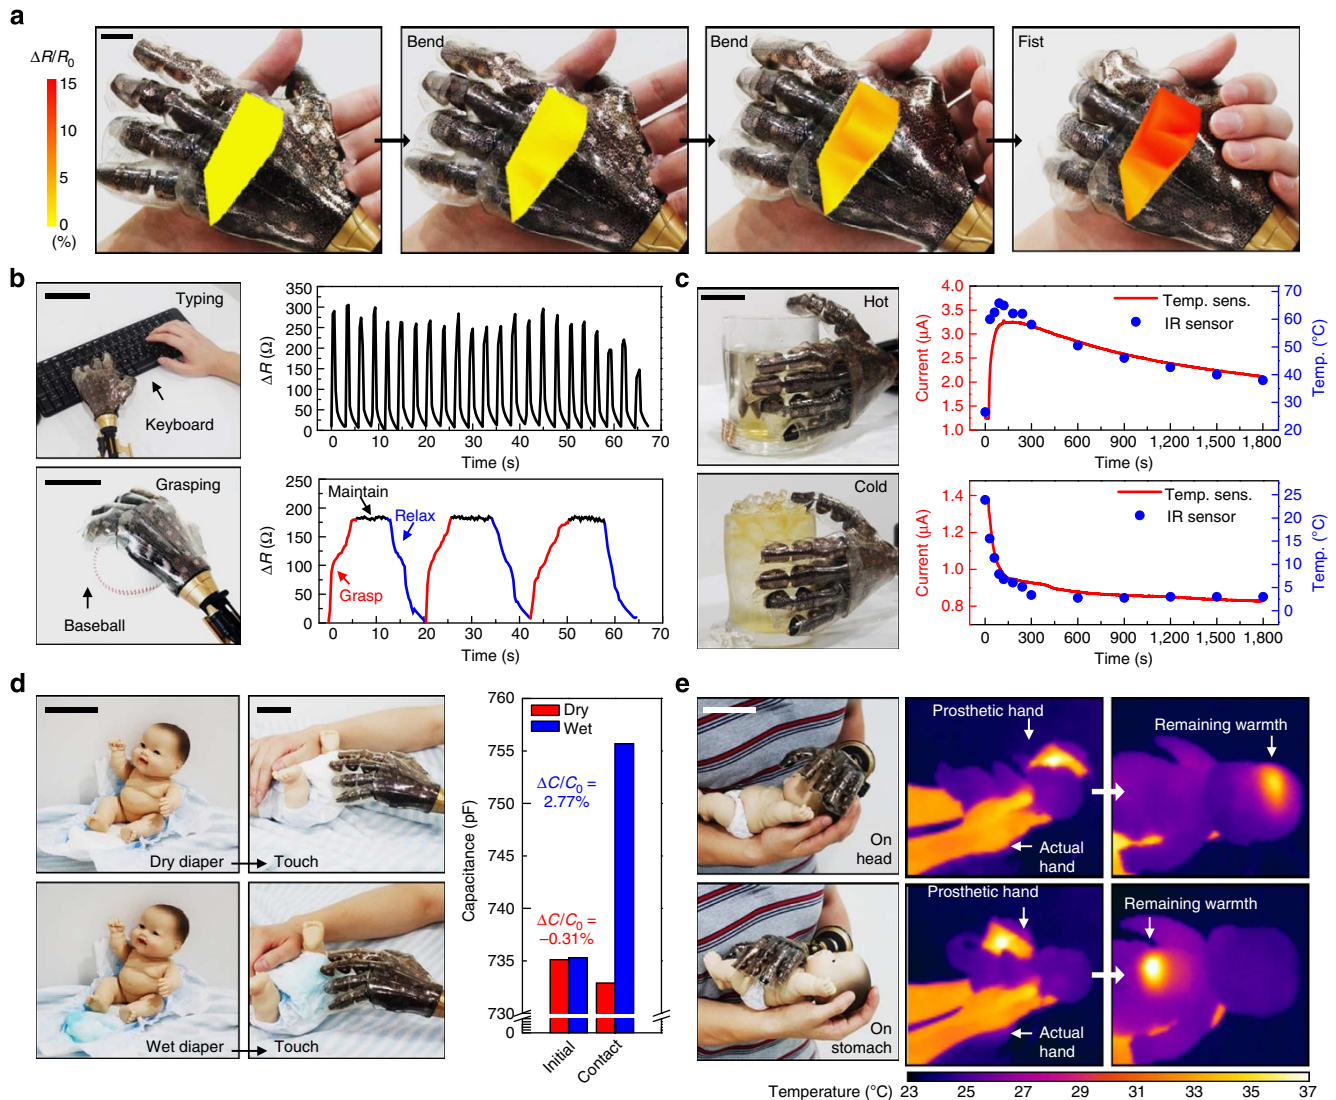 a
ΔR/R0
15
10
5
0
(%)
Bend
Bend
Fist
b
Typing
Keyboard
350
300
250
200
150
100
50
0
ΔR (Ω)
0 10 20 30 40 50 60 70
Time (s)
Grasping
Baseball
250
200
150
100
50
0
ΔR (Ω)
Maintain
Relax
Grasp
0 10 20 30 40 50 60 70
Time (s)
c
Hot
4.0
3.5
3.0
2.5
2.0
1.5
1.0
Current (μA)
Temp. sens.
IR sensor
70
60
50
40
30
20
Temp. (°C)
0 300 600 900 1,200 1,500 1,800
Time (s)
Cold
1.4
1.2
1.0
0.8
Current (μA)
Temp. sens.
IR sensor
25
20
15
10
5
0
Temp. (°C)
0 300 600 900 1,200 1,500 1,800
Time (s)
d
Dry diaper
Touch
Wet diaper
Touch
760
755
750
745
740
735
730
0
Capacitance (pF)
Dry
Wet
ΔC/C0 =
2.77%
ΔC/C0 =
–0.31%
Initial
Contact
e
On
head
Prosthetic hand
Actual
hand
Remaining warmth
On
stomach
Prosthetic hand
Actual
hand
Remaining warmth
Temperature (°C)
23 25 27 29 31 33 35 37